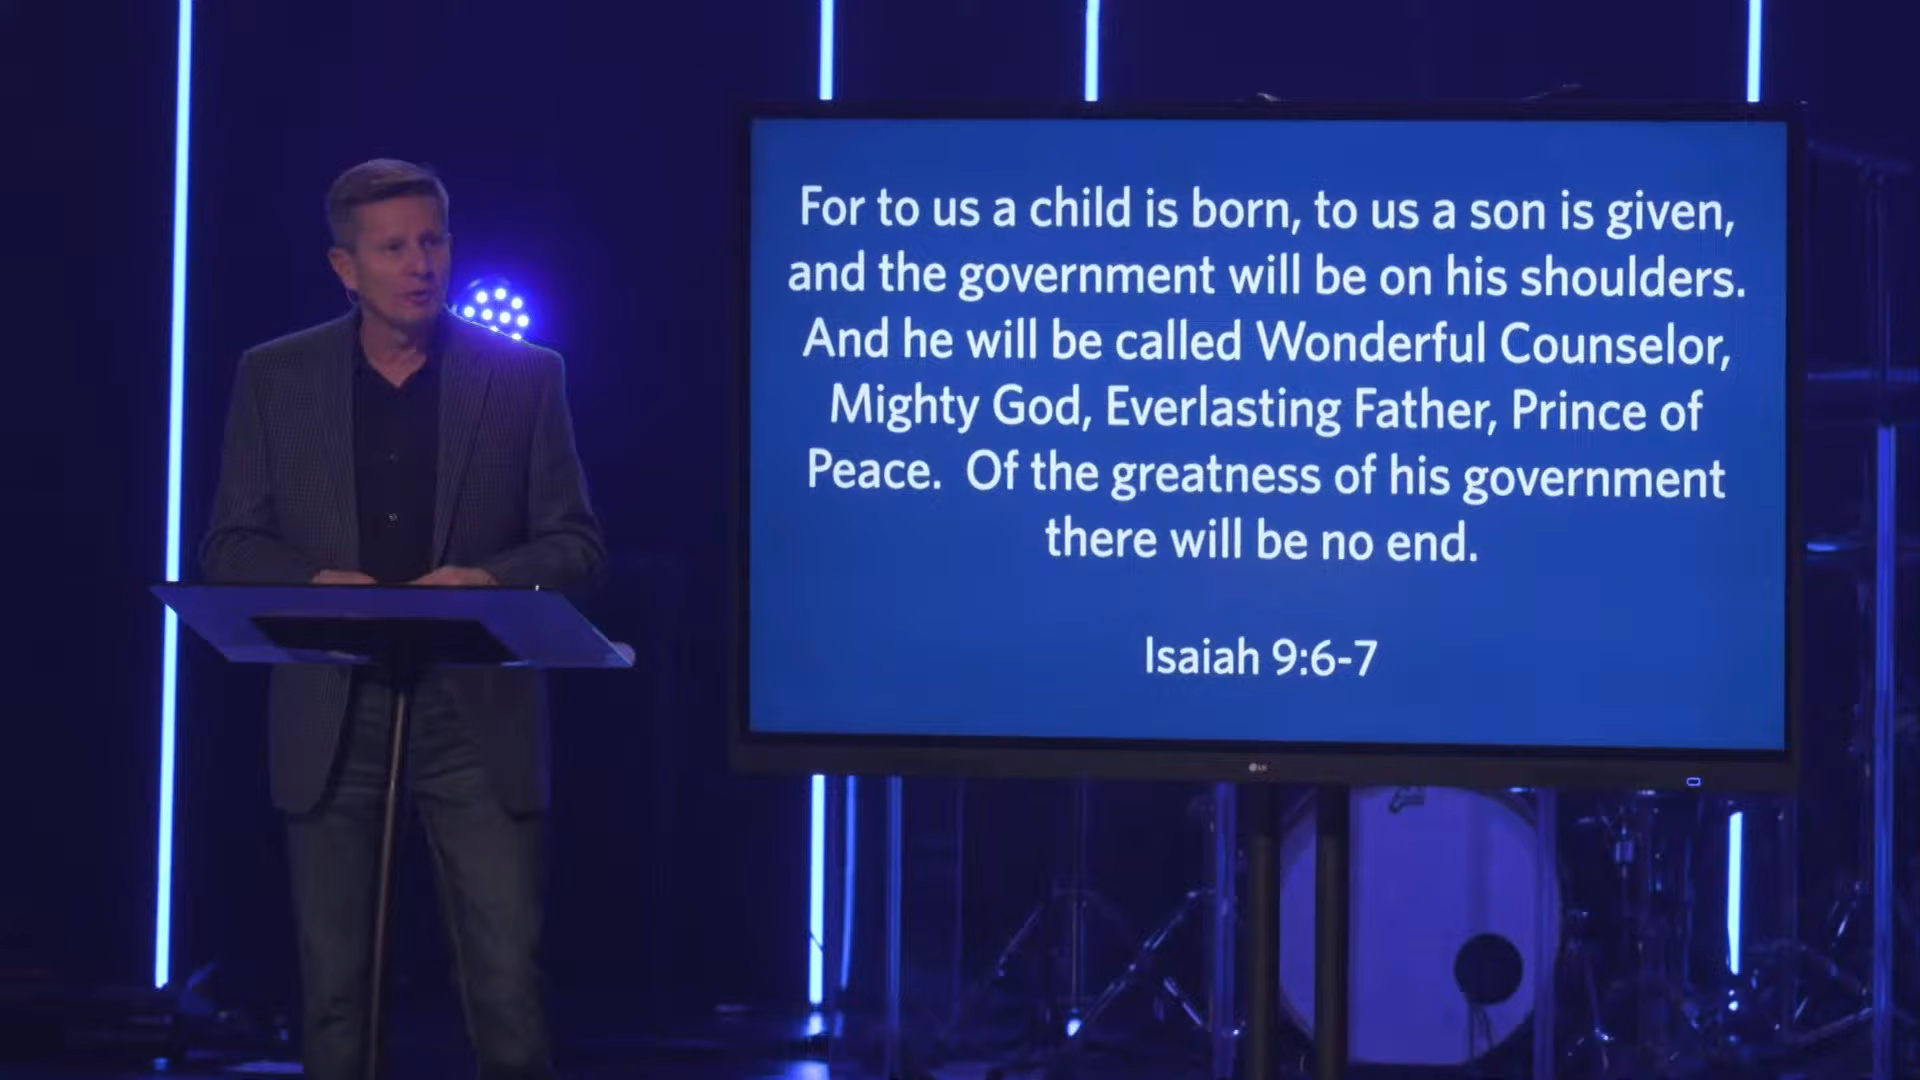 For to us a child is born, to us a son is given,
and the government will be on his shoulders.
And he will be called Wonderful Counselor,
Mighty God, Everlasting Father, Prince of
Peace.  Of the greatness of his government
there will be no end.
Isaiah 9:6-7
LG